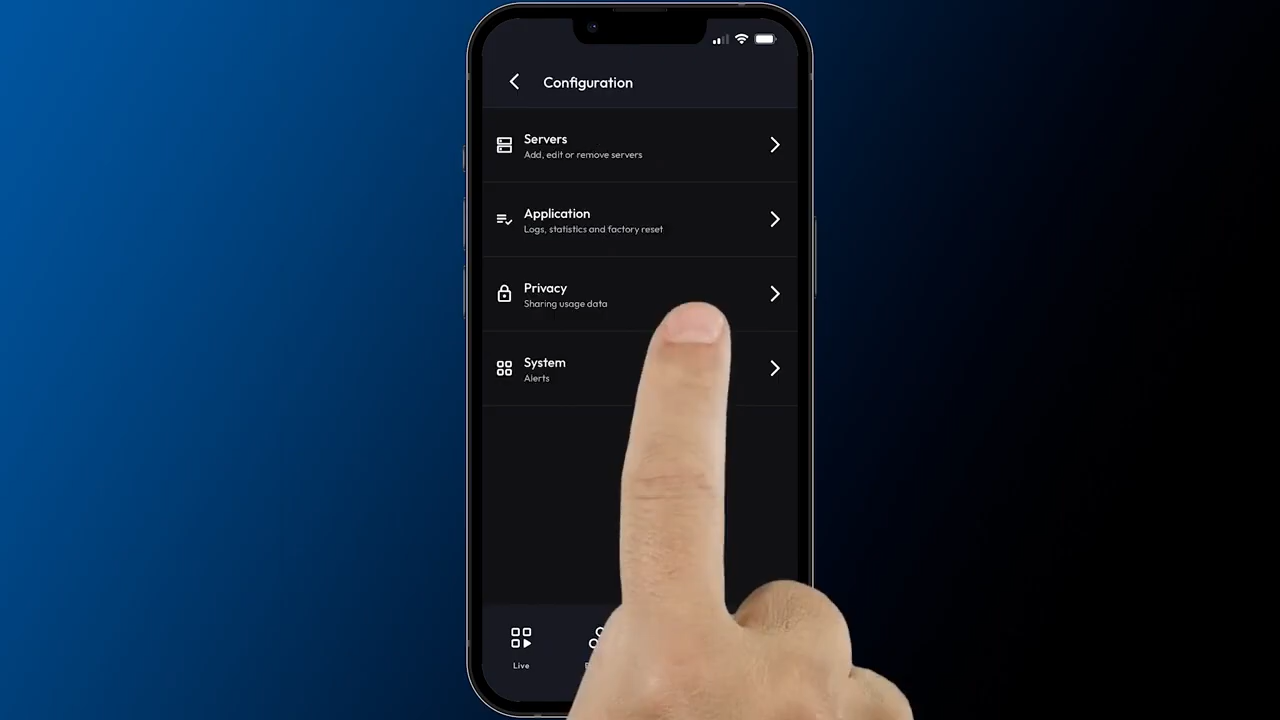 Configuration
Servers
Add, edit or remove servers
Application
Logs, statistics and factory reset
Privacy
Sharing usage data
System
Alerts
Live